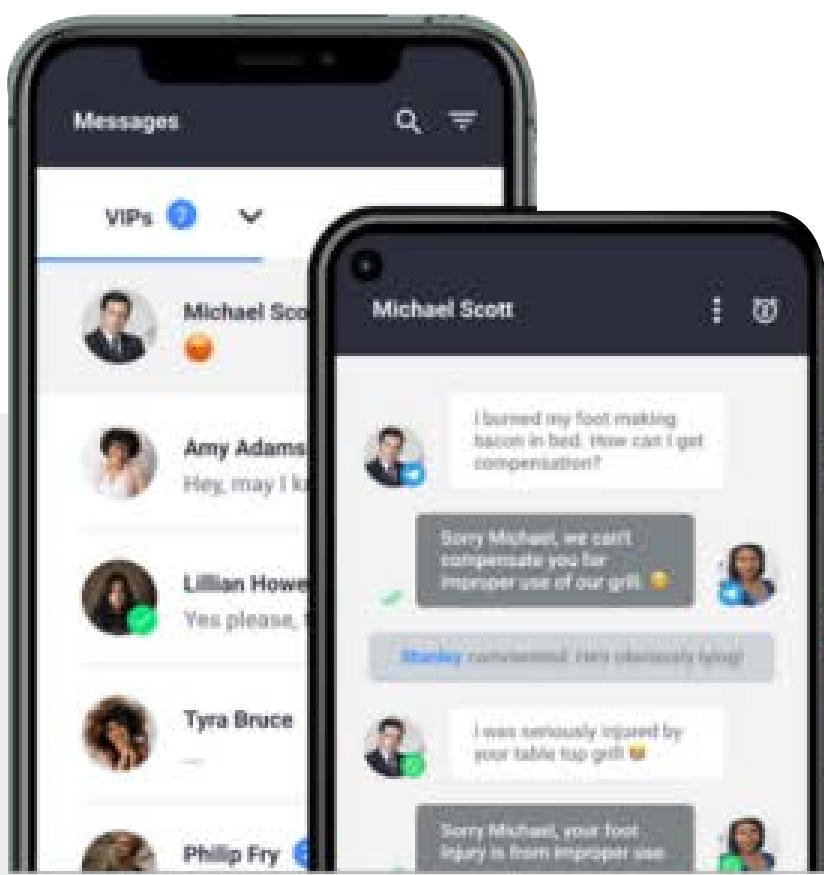 Messages
VIPs 7
Michael Sco
Amy Adams
Hey, may I k
Lillian Howe
Yes please,
Tyra Bruce
...
Philip Fry
Michael Scott
I burned my foot making
bacon in bed. How can I get
compensation?
Sorry Michael, we can't
compensate you for
improper use of our grill.
Stanley commented: He's obviously lying!
I was seriously injured by
your table top grill
Sorry Michael, your foot
injury is from improper use